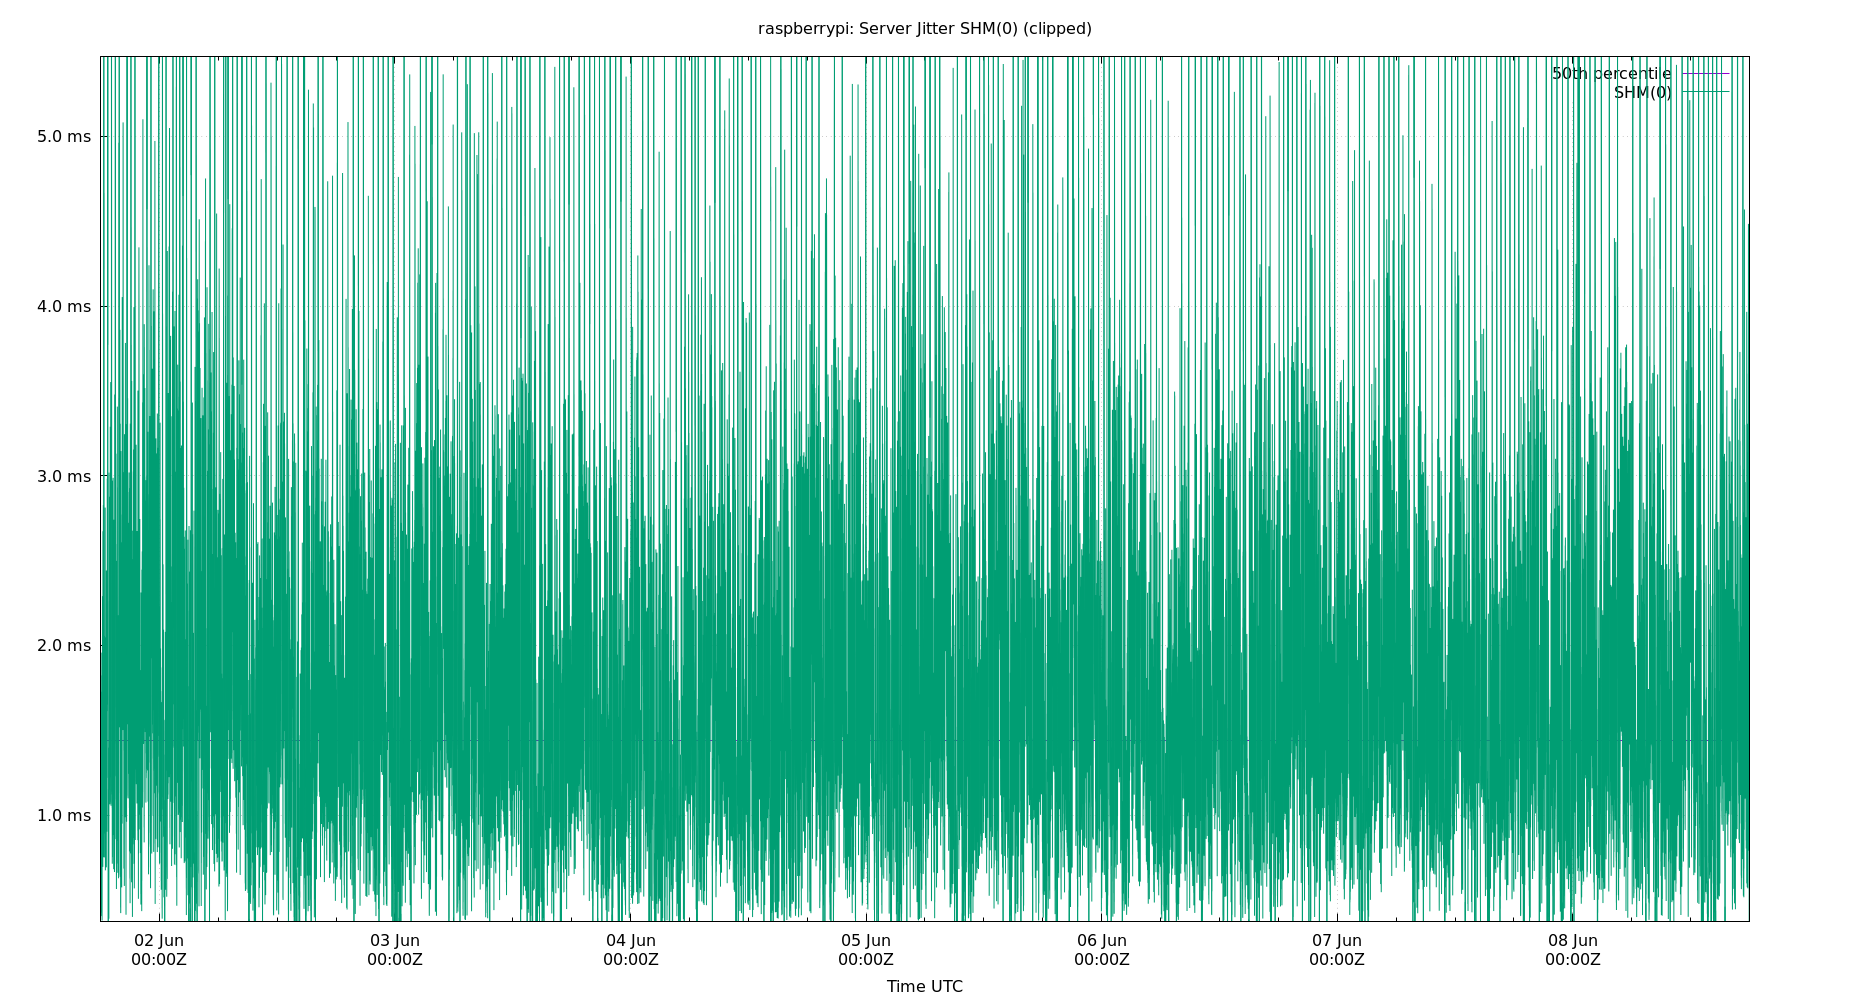 raspberrypi: Server Jitter SHM(0) (clipped)
50th percentile
SHM(0)
5.0 ms
4.0 ms
3.0 ms
2.0 ms
1.0 ms
02 Jun 03 Jun 04 Jun 05 Jun 06 Jun 07 Jun 08 Jun
00:00Z 00:00Z 00:00Z 00:00Z 00:00Z 00:00Z 00:00Z
Time UTC